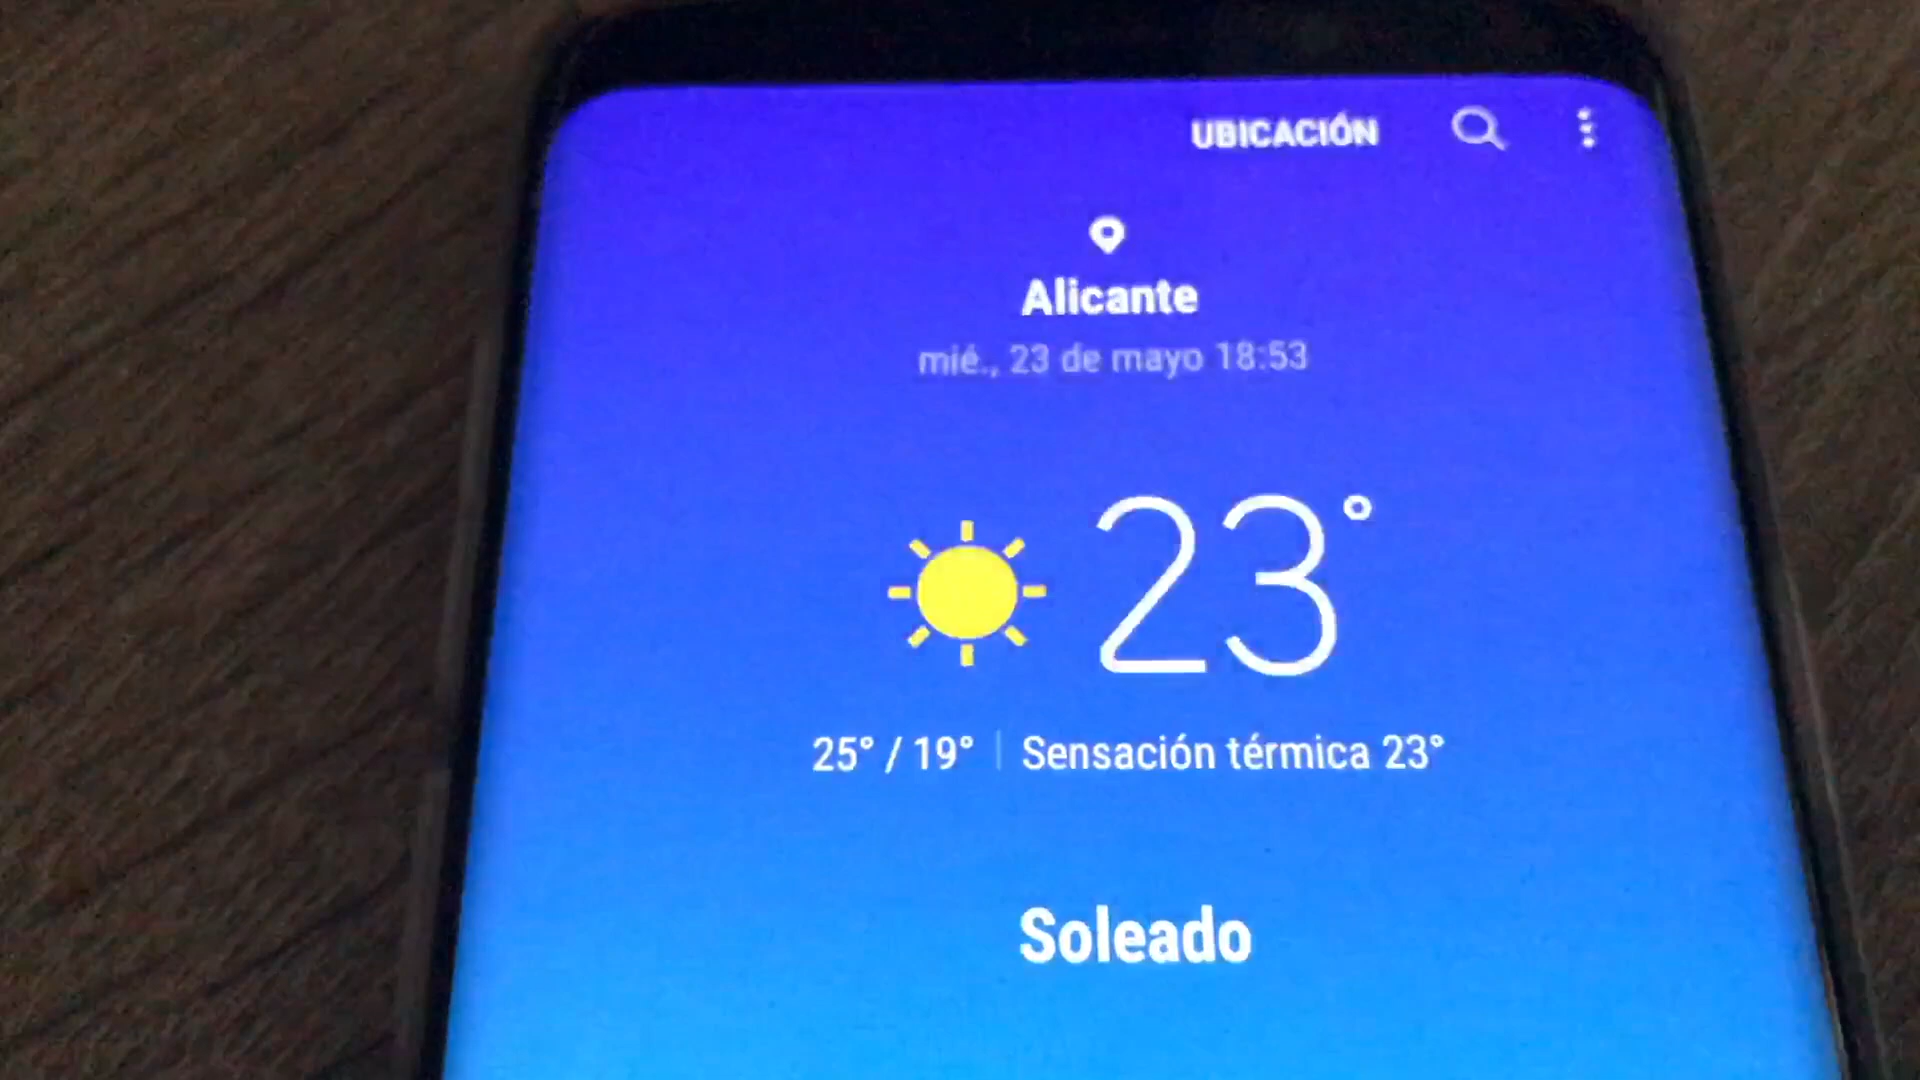 UBICACIÓN
Alicante
mié., 23 de mayo 18:53
23°
25° / 19° | Sensación térmica 23°
Soleado